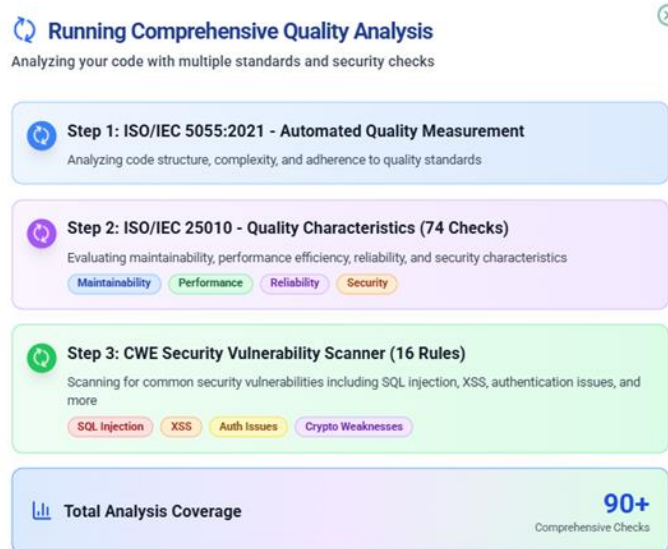 Running Comprehensive Quality Analysis
Analyzing your code with multiple standards and security checks
Step 1: ISO/IEC 5055:2021 - Automated Quality Measurement
Analyzing code structure, complexity, and adherence to quality standards
Step 2: ISO/IEC 25010 - Quality Characteristics (74 Checks)
Evaluating maintainability, performance efficiency, reliability, and security characteristics
Maintainability Performance Reliability Security
Step 3: CWE Security Vulnerability Scanner (16 Rules)
Scanning for common security vulnerabilities including SQL injection, XSS, authentication issues, and
more
SQL Injection XSS Auth Issues Crypto Weaknesses
Total Analysis Coverage
90+
Comprehensive Checks